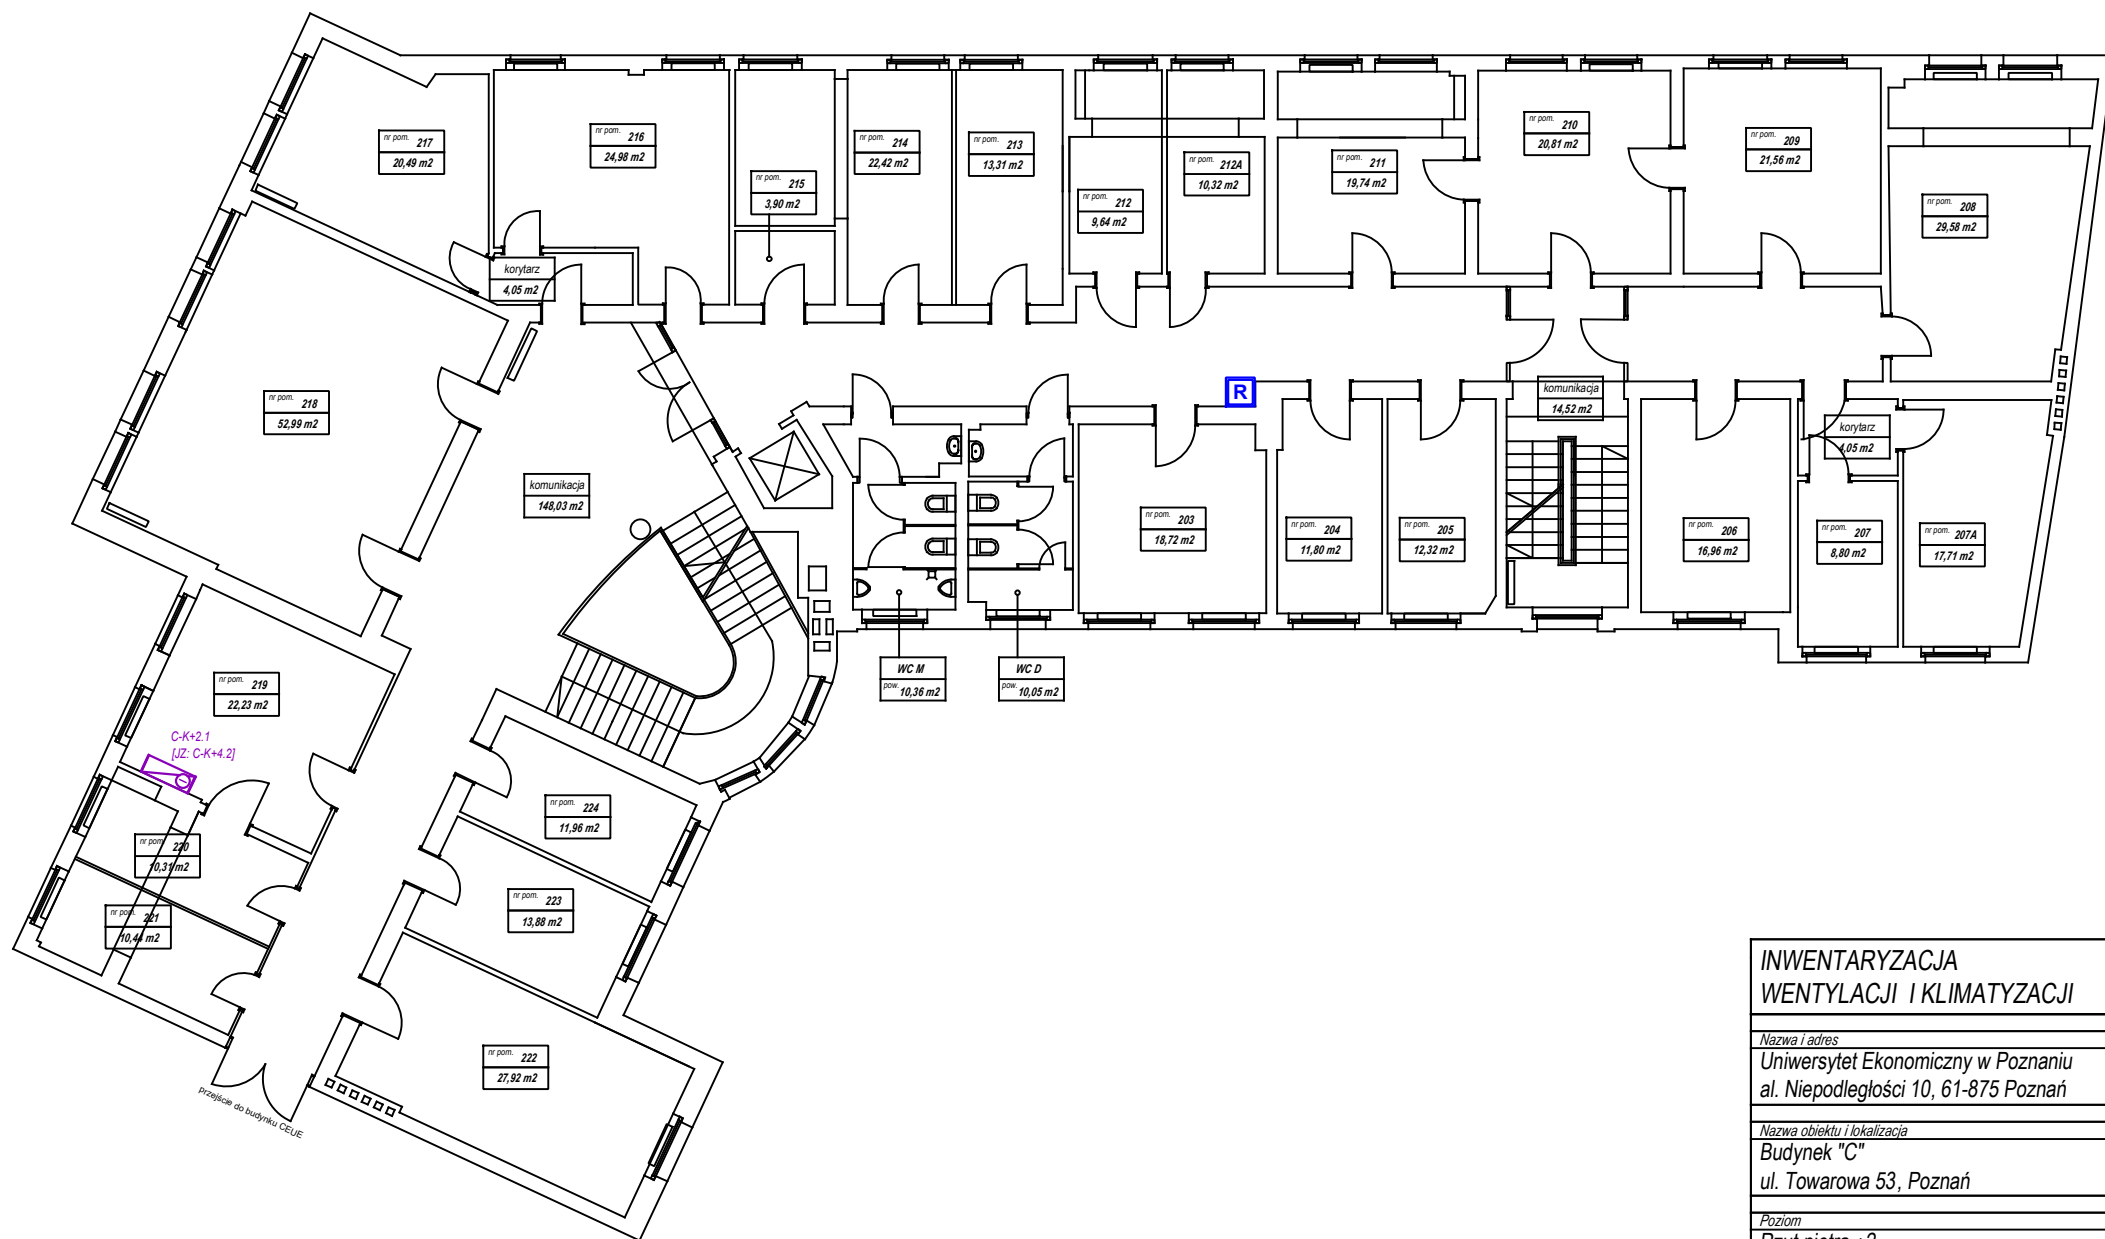 nr pom. 217
20,49 m2
nr pom. 216
24,98 m2
nr pom. 215
3,90 m2
nr pom. 214
22,42 m2
nr pom. 213
13,31 m2
nr pom. 212
9,64 m2
nr pom. 212A
10,32 m2
nr pom. 211
19,74 m2
nr pom. 210
20,81 m2
nr pom. 209
21,56 m2
nr pom. 208
29,58 m2
korytarz
4,05 m2
nr pom. 218
52,99 m2
komunikacja
148,03 m2
R
komunikacja
14,52 m2
korytarz
4,05 m2
nr pom. 203
18,72 m2
nr pom. 204
11,80 m2
nr pom. 205
12,32 m2
nr pom. 206
16,96 m2
nr pom. 207
8,80 m2
nr pom. 207A
17,71 m2
WC M
pow. 10,36 m2
WC D
pow. 10,05 m2
nr pom. 219
22,23 m2
C-K+2.1
[JZ: C-K+4.2]
nr pom. 220
10,31 m2
nr pom. 221
10,44 m2
nr pom. 224
11,96 m2
nr pom. 223
13,88 m2
nr pom. 222
27,92 m2
przejście do budynku CEUE
INWENTARYZACJA
WENTYLACJI I KLIMATYZACJI
Nazwa i adres
Uniwersytet Ekonomiczny w Poznaniu
al. Niepodległości 10, 61-875 Poznań
Nazwa obiektu i lokalizacja
Budynek "C"
ul. Towarowa 53, Poznań
Poziom
Rzut piętra +2